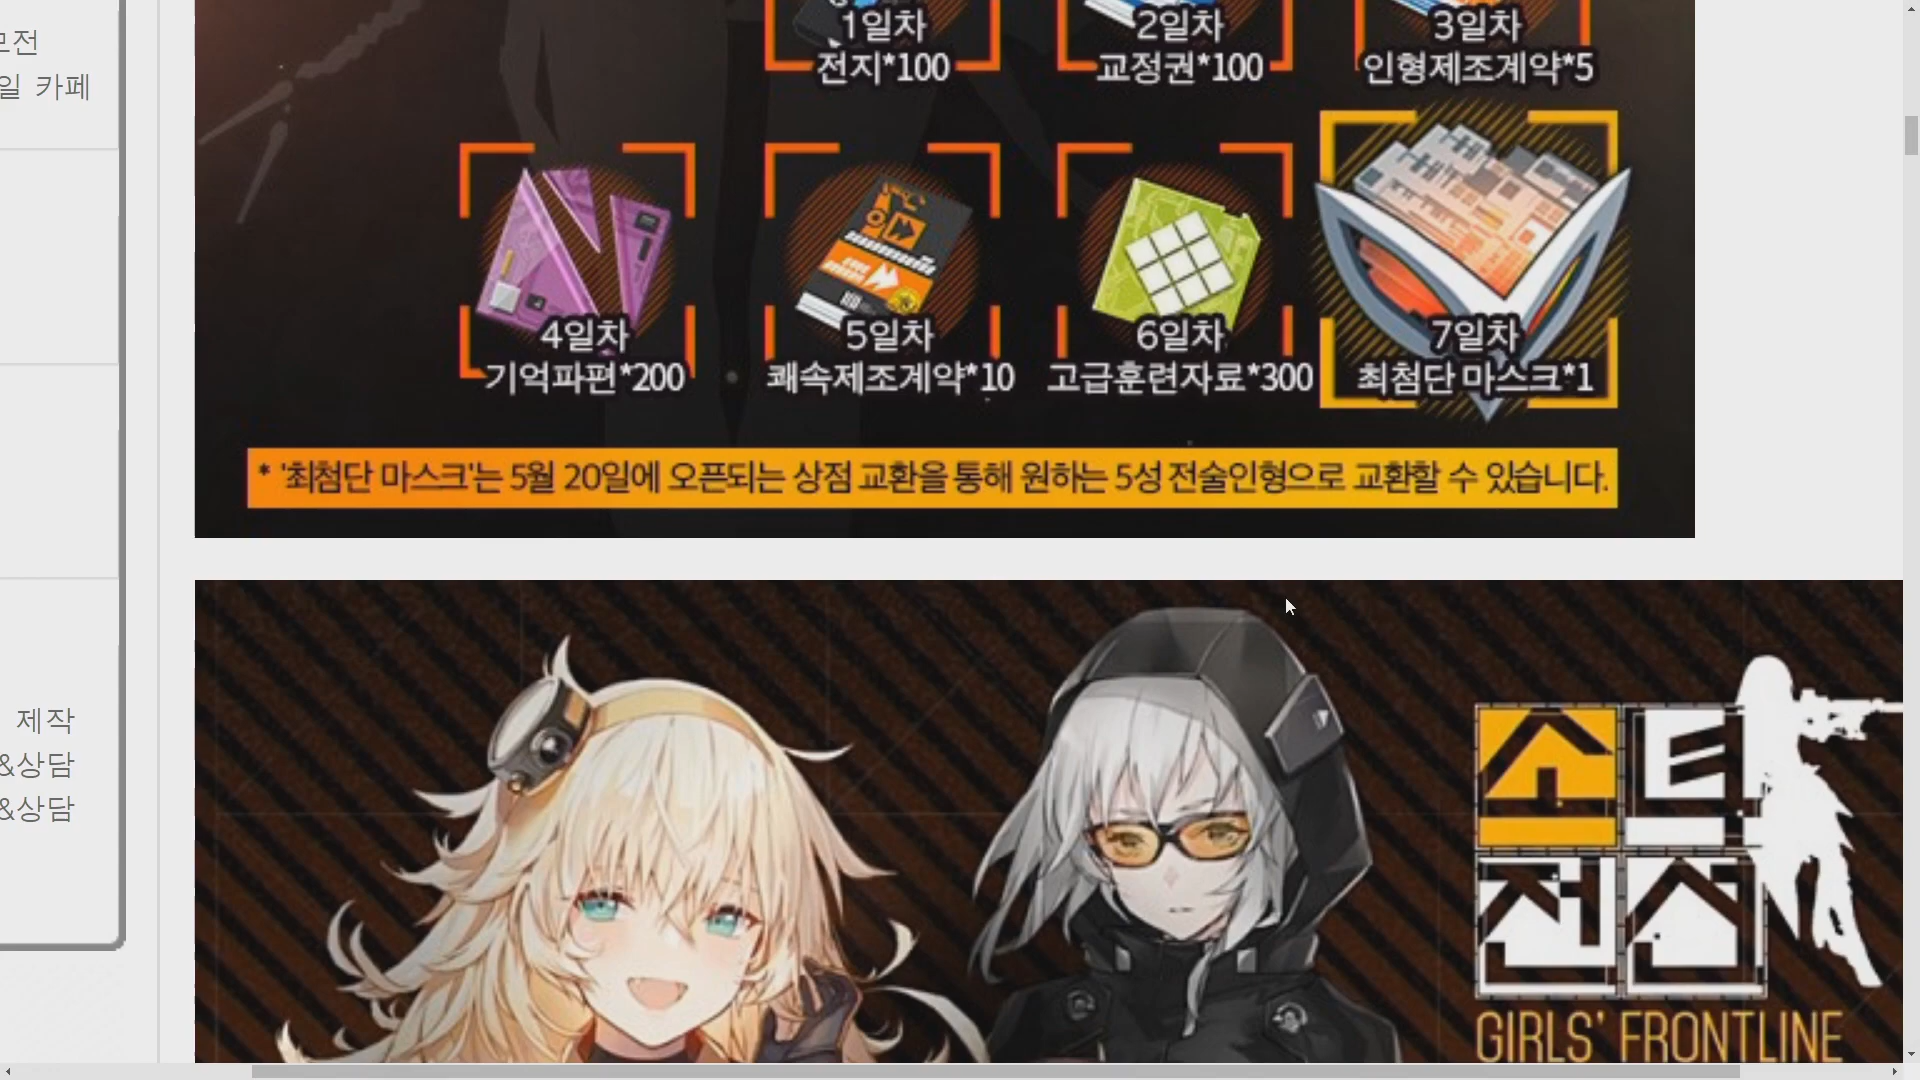 모전
일 카페
제작
&상담
&상담
1일차
전지*100
2일차
교정권*100
3일차
인형제조계약*5
4일차
기억파편*200
5일차
쾌속제조계약*10
6일차
고급훈련자료*300
7일차
최첨단 마스크*1
* '최첨단 마스크'는 5월 20일에 오픈되는 상점 교환을 통해 원하는 5성 전술인형으로 교환할 수 있습니다.
소녀
전선
GIRLS' FRONTLINE